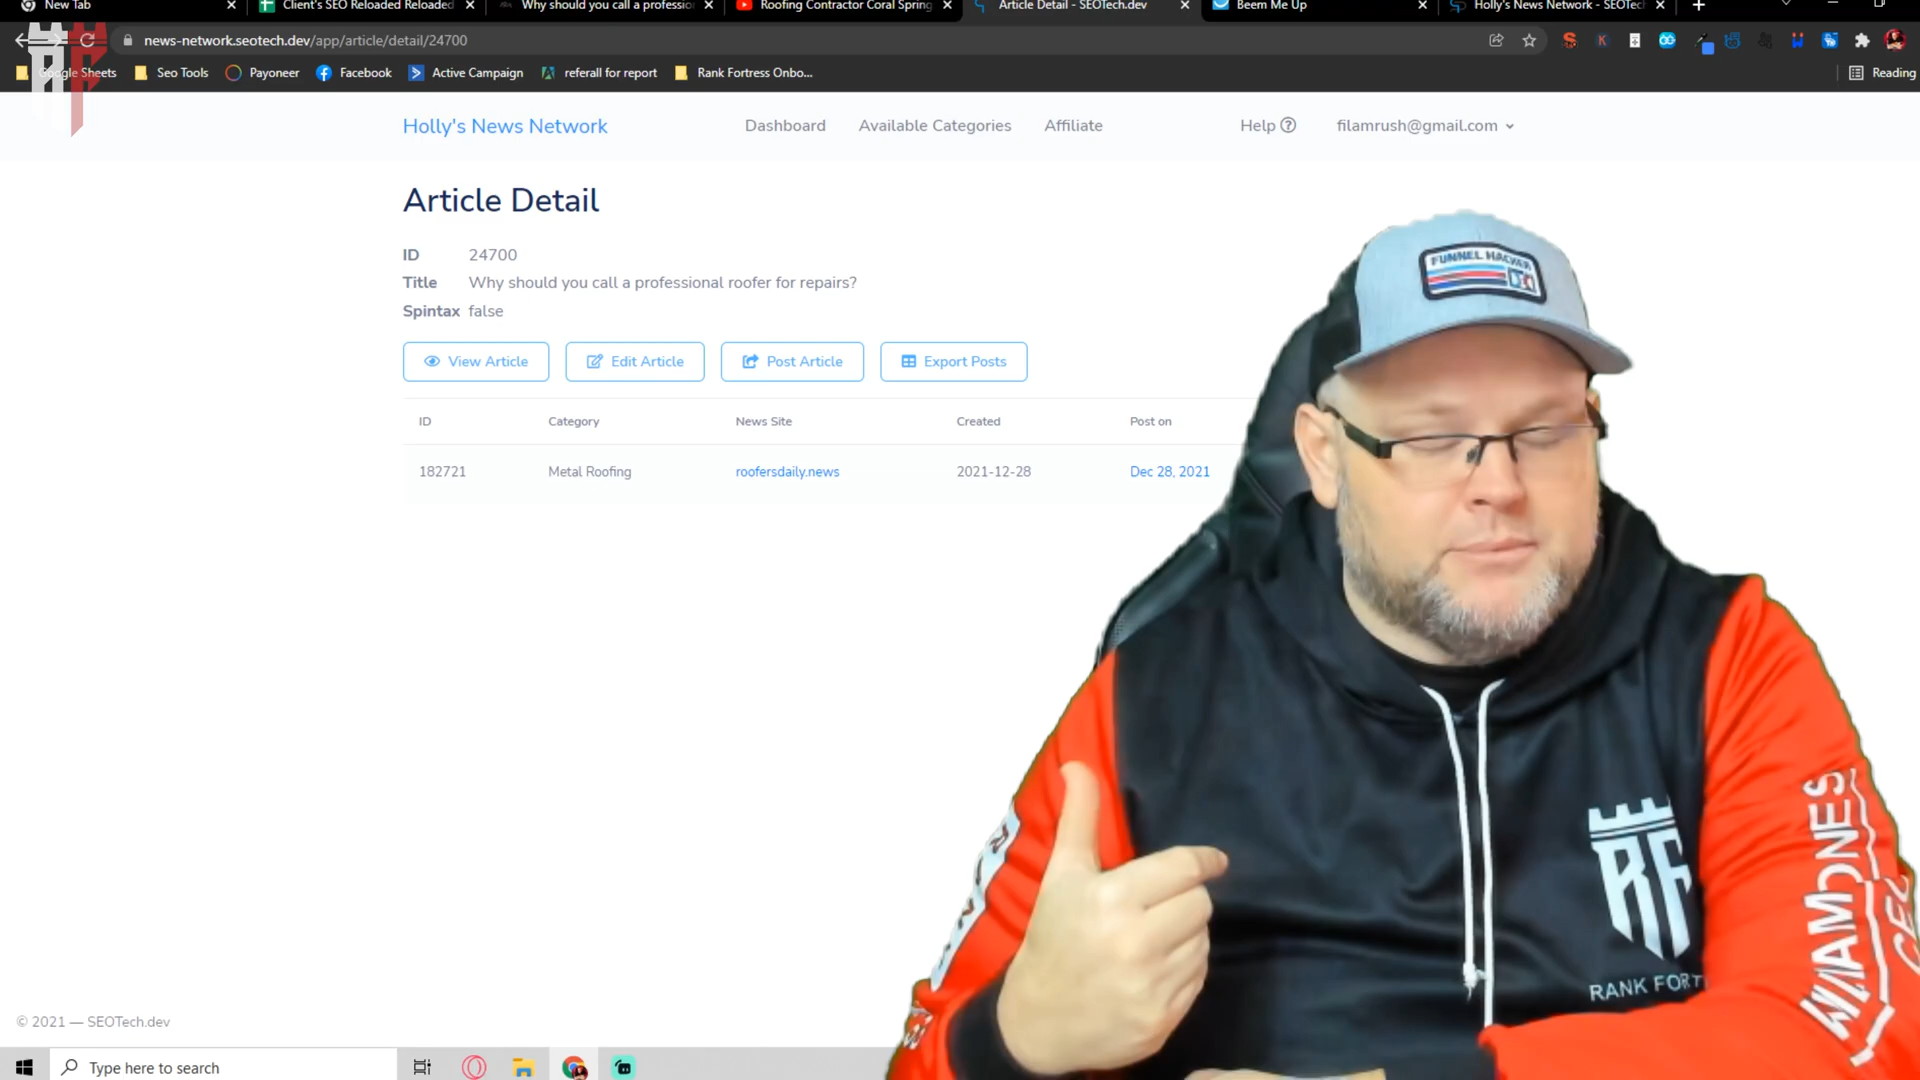 New Tab
Client's SEO Reloaded Reloaded
Why should you call a professio
Roofing Contractor Coral Spring
Article Detail - SEOTech.dev
Beem Me Up
Holly's News Network - SEOTech
news-network.seotech.dev/app/article/detail/24700
Google Sheets
Seo Tools
Payoneer
Facebook
Active Campaign
referall for report
Rank Fortress Onbo...
Reading
Holly's News Network
Dashboard
Available Categories
Affiliate
Help
filamrush@gmail.com
Article Detail
ID 24700
Title Why should you call a professional roofer for repairs?
Spintax false
View Article
Edit Article
Post Article
Export Posts
ID Category News Site Created Post on
182721 Metal Roofing roofersdaily.news 2021-12-28 Dec 28, 2021
FUNNEL HACKER
RF
RANK FORT
© 2021 — SEOTech.dev
Type here to search